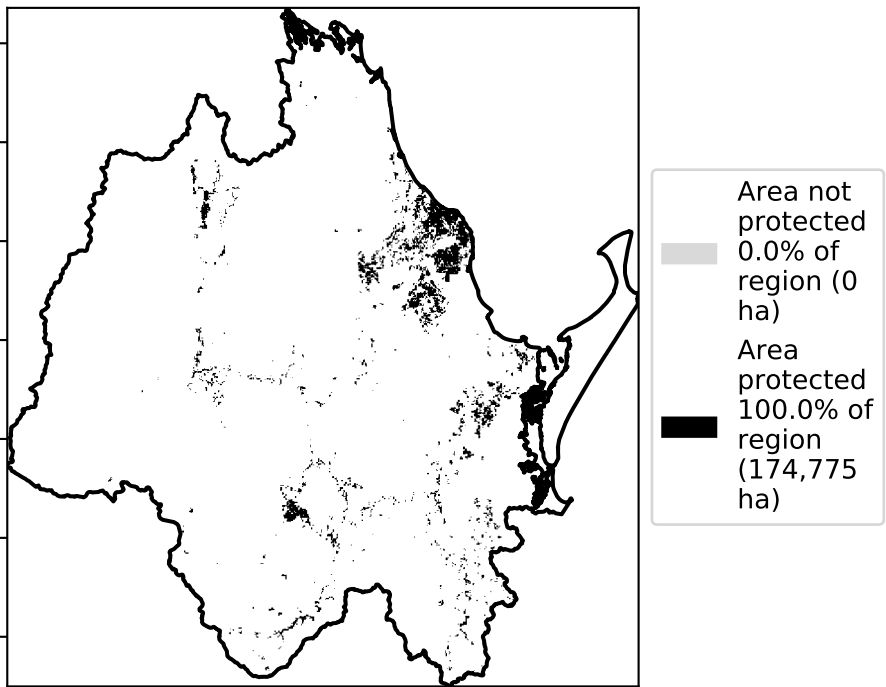 Area not
protected
0.0% of
region (0
ha)
Area
protected
100.0% of
region
(174,775
ha)